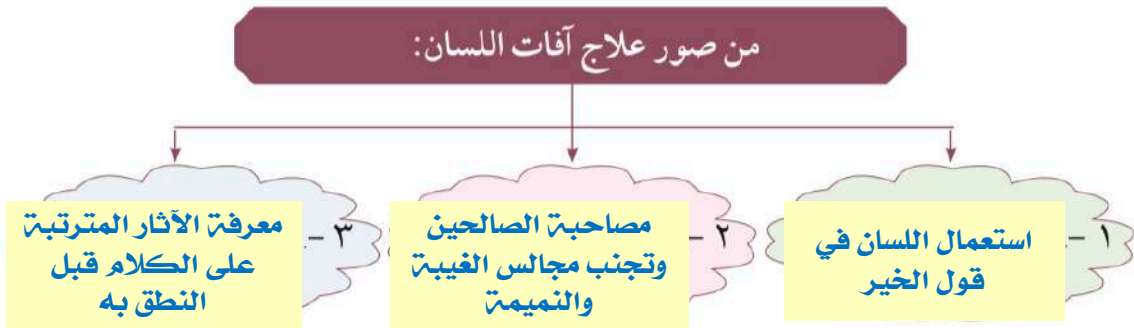 من صور علاج آفات اللسان:
١ -
استعمال اللسان في
قول الخير
٢ -
مصاحبة الصالحين
وتجنب مجالس الغيبة
والنميمة
٣ -
معرفة الآثار المترتبة
على الكلام قبل
النطق به